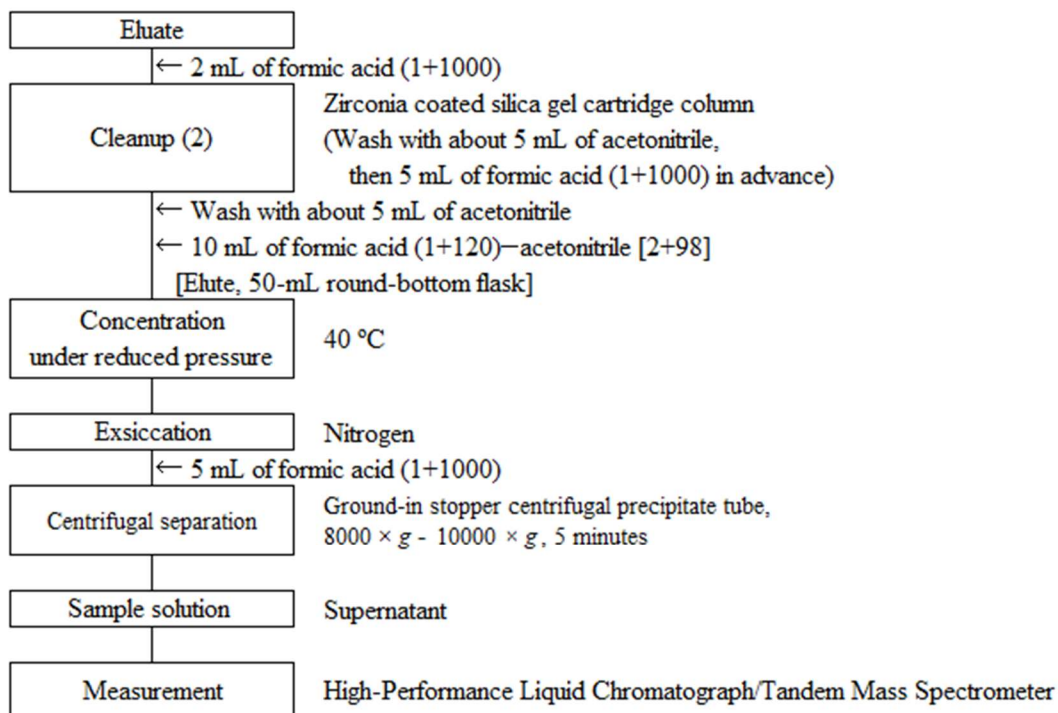 Eluate
← 2 mL of formic acid (1+1000)
Cleanup (2)
Zirconia coated silica gel cartridge column
(Wash with about 5 mL of acetonitrile,
then 5 mL of formic acid (1+1000) in advance)
← Wash with about 5 mL of acetonitrile
← 10 mL of formic acid (1+120)−acetonitrile [2+98]
[Elute, 50-mL round-bottom flask]
Concentration
under reduced pressure
40 ºC
Exsiccation
Nitrogen
← 5 mL of formic acid (1+1000)
Centrifugal separation
Ground-in stopper centrifugal precipitate tube,
8000 × g - 10000 × g, 5 minutes
Sample solution
Supernatant
Measurement
High-Performance Liquid Chromatograph/Tandem Mass Spectrometer